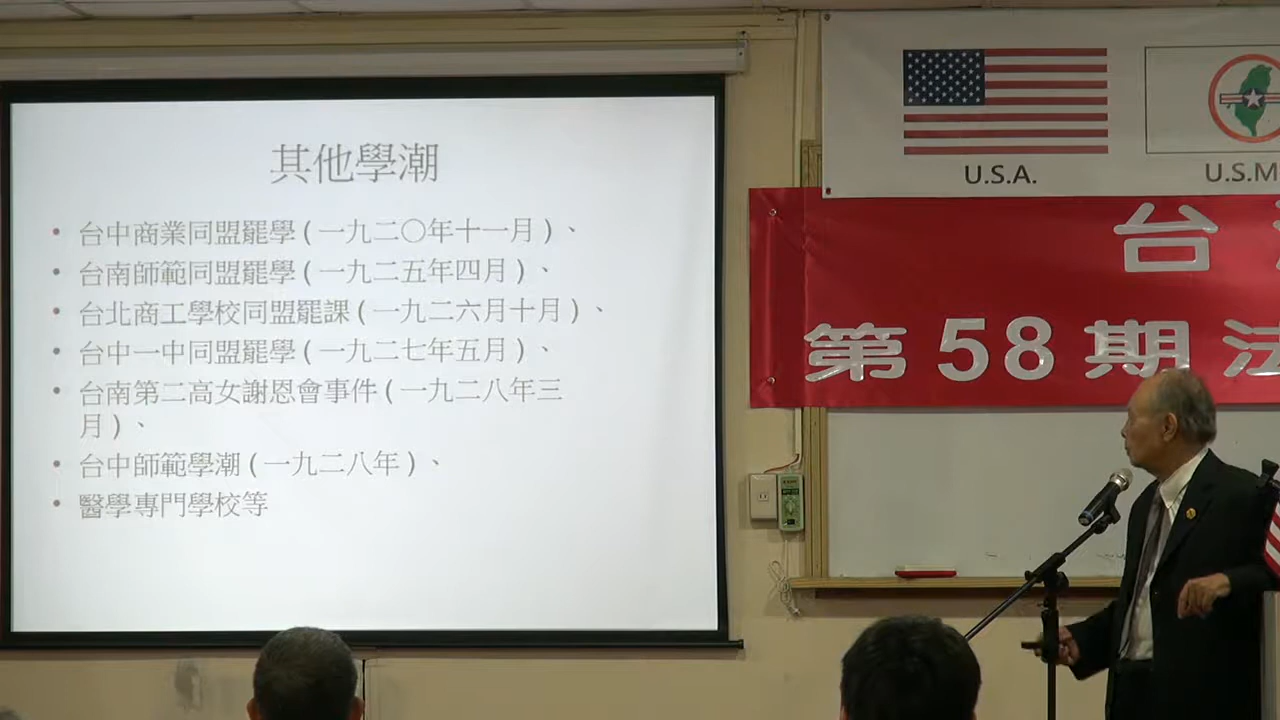 其他學潮
• 台中商業同盟罷學 ( 一九二〇年十一月 ) 、
• 台南師範同盟罷學 ( 一九二五年四月 ) 、
• 台北商工學校同盟罷課 ( 一九二六月十月 ) 、
• 台中一中同盟罷學 ( 一九二七年五月 ) 、
• 台南第二高女謝恩會事件 ( 一九二八年三
月 ) 、
• 台中師範學潮 ( 一九二八年 ) 、
• 醫學專門學校等
U.S.A.
U.S.M
台
第58期法